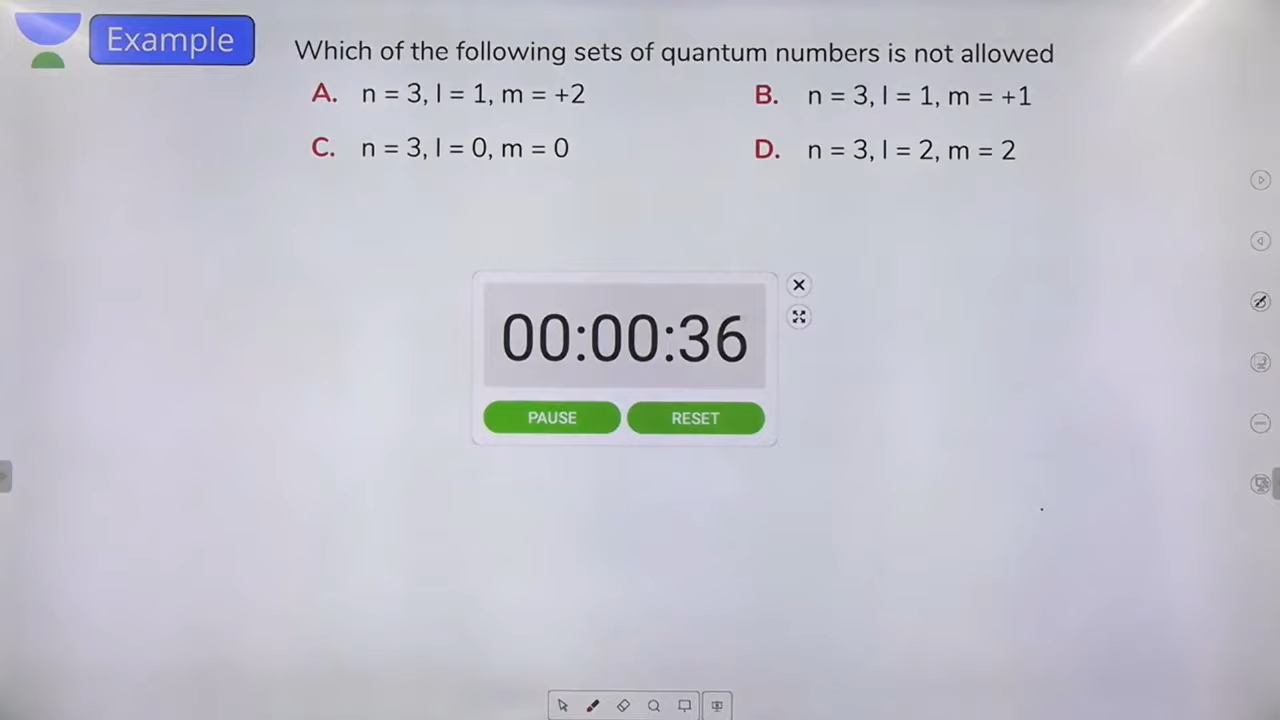 Example
Which of the following sets of quantum numbers is not allowed
A. n = 3, l = 1, m = +2
B. n = 3, l = 1, m = +1
C. n = 3, l = 0, m = 0
D. n = 3, l = 2, m = 2
00:00:36
PAUSE RESET